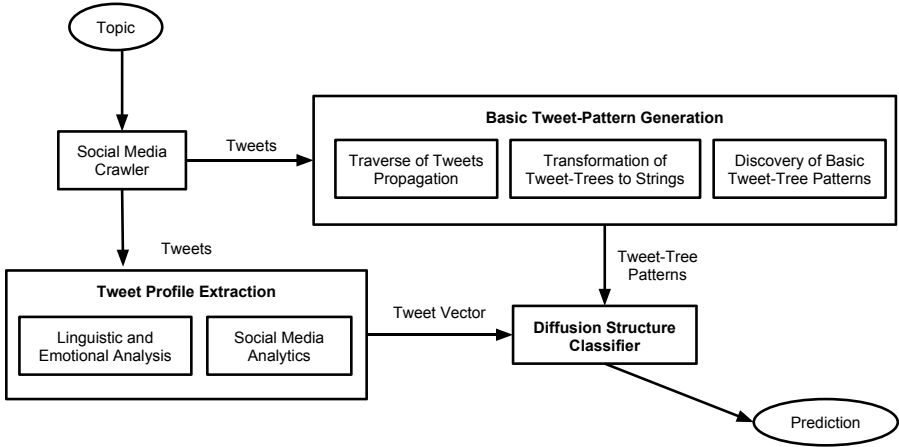 Topic
Basic Tweet-Pattern Generation
Social Media
Crawler
Tweets
Traverse of Tweets
Propagation
Transformation of
Tweet-Trees to Strings
Discovery of Basic
Tweet-Tree Patterns
Tweets
Tweet-Tree
Patterns
Tweet Profile Extraction
Linguistic and
Emotional Analysis
Social Media
Analytics
Tweet Vector
Diffusion Structure
Classifier
Prediction